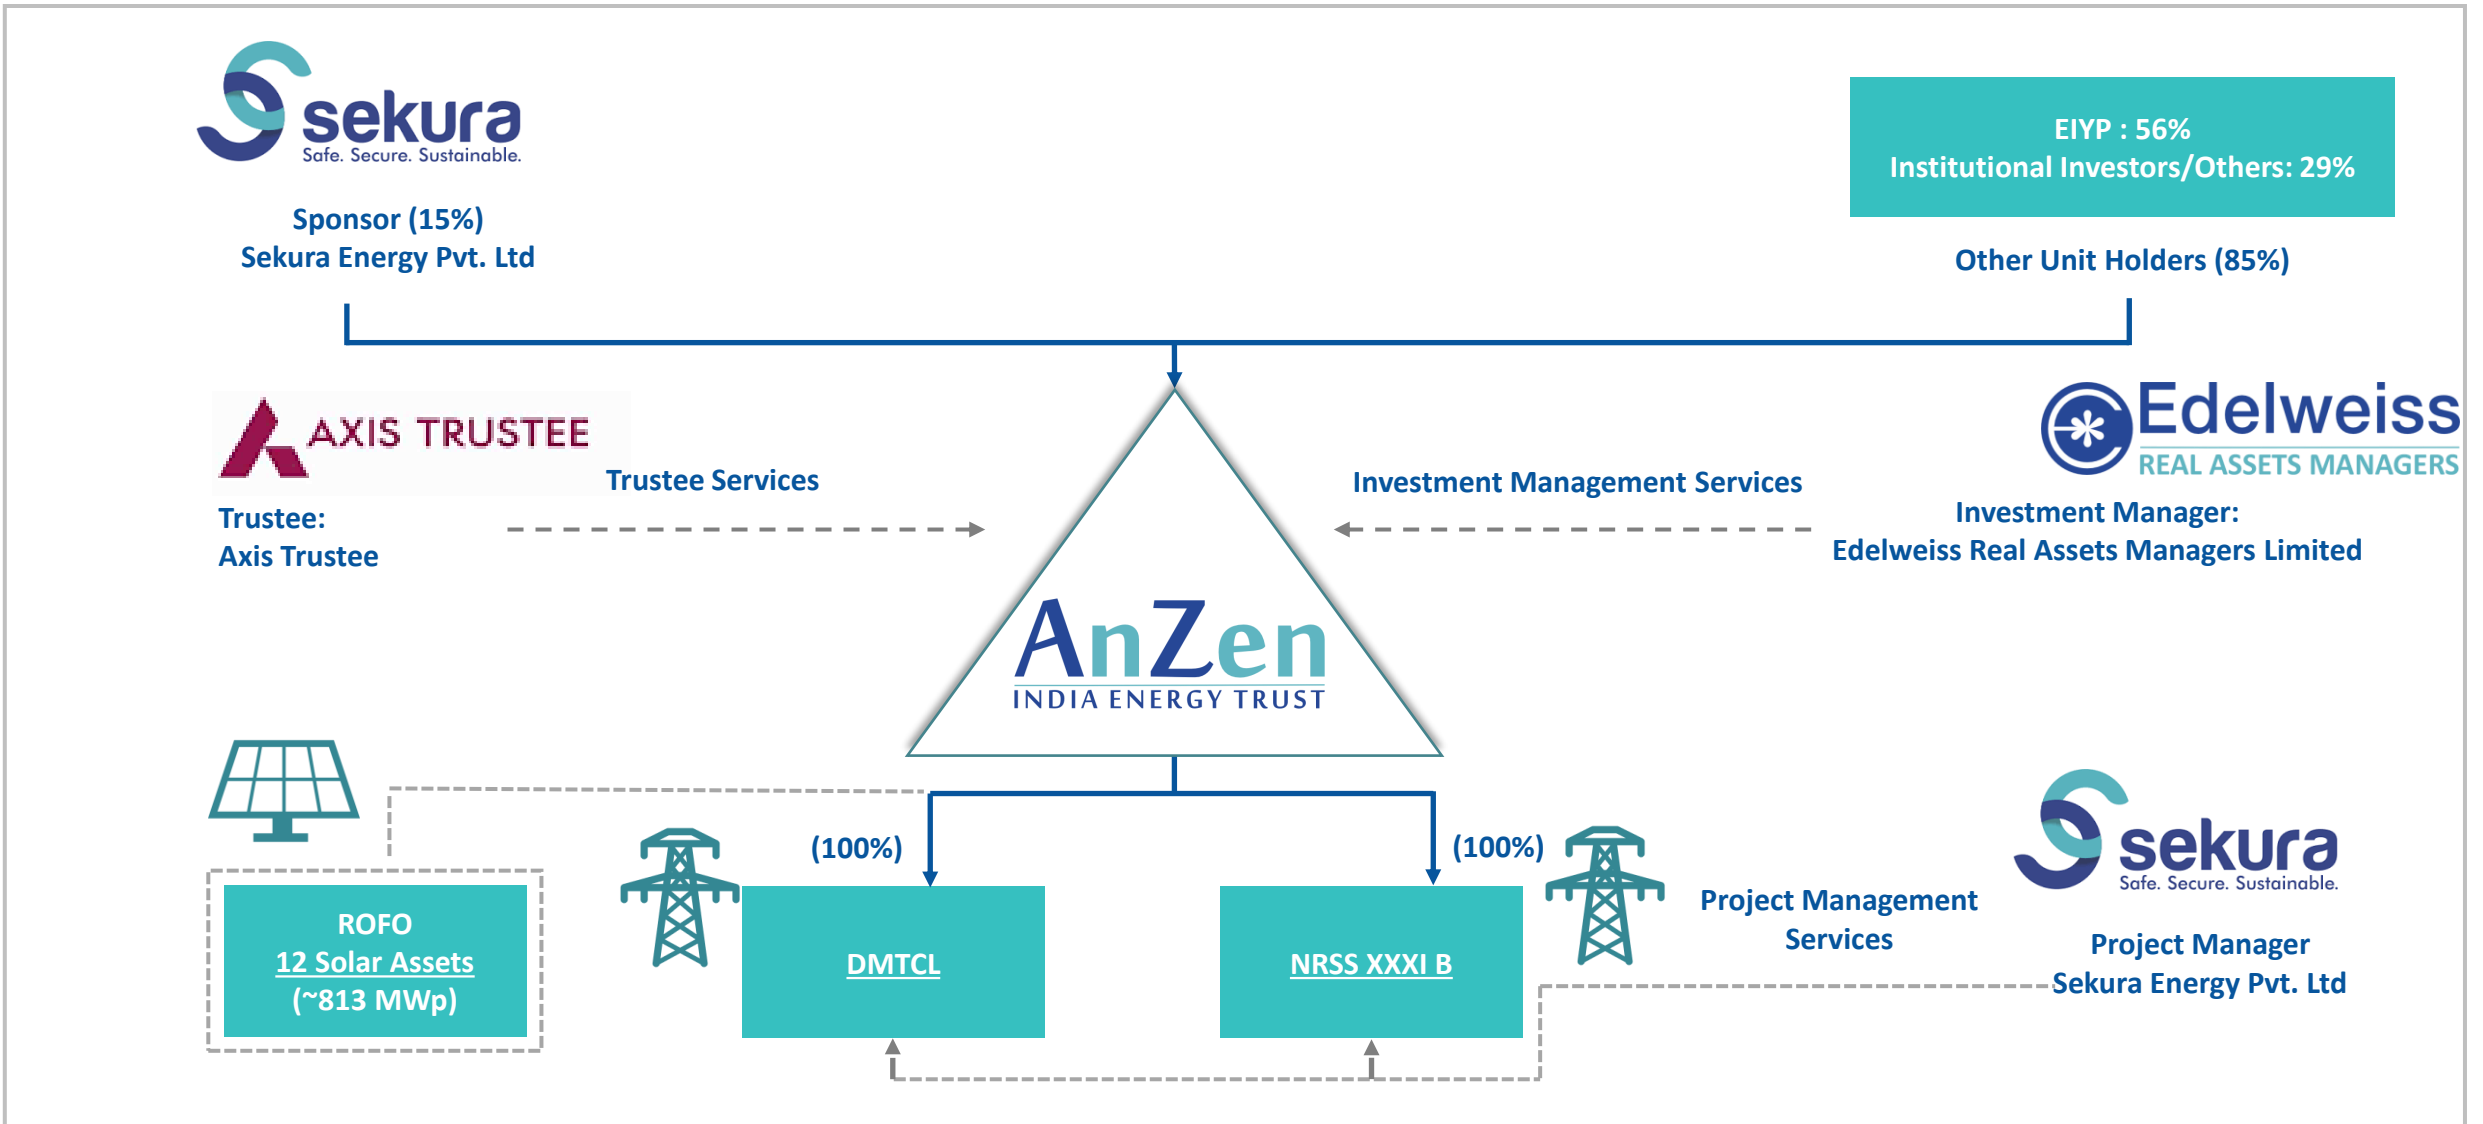 sekura
Safe. Secure. Sustainable.
Sponsor (15%)
Sekura Energy Pvt. Ltd
EIYP : 56%
Institutional Investors/Others: 29%
Other Unit Holders (85%)
AXIS TRUSTEE
Trustee:
Axis Trustee
Trustee Services
Investment Management Services
Edelweiss
REAL ASSETS MANAGERS
Investment Manager:
Edelweiss Real Assets Managers Limited
AnZen
INDIA ENERGY TRUST
ROFO
12 Solar Assets
(~813 MWp)
(100%)
DMTCL
(100%)
NRSS XXXI B
Project Management
Services
sekura
Safe. Secure. Sustainable.
Project Manager
Sekura Energy Pvt. Ltd